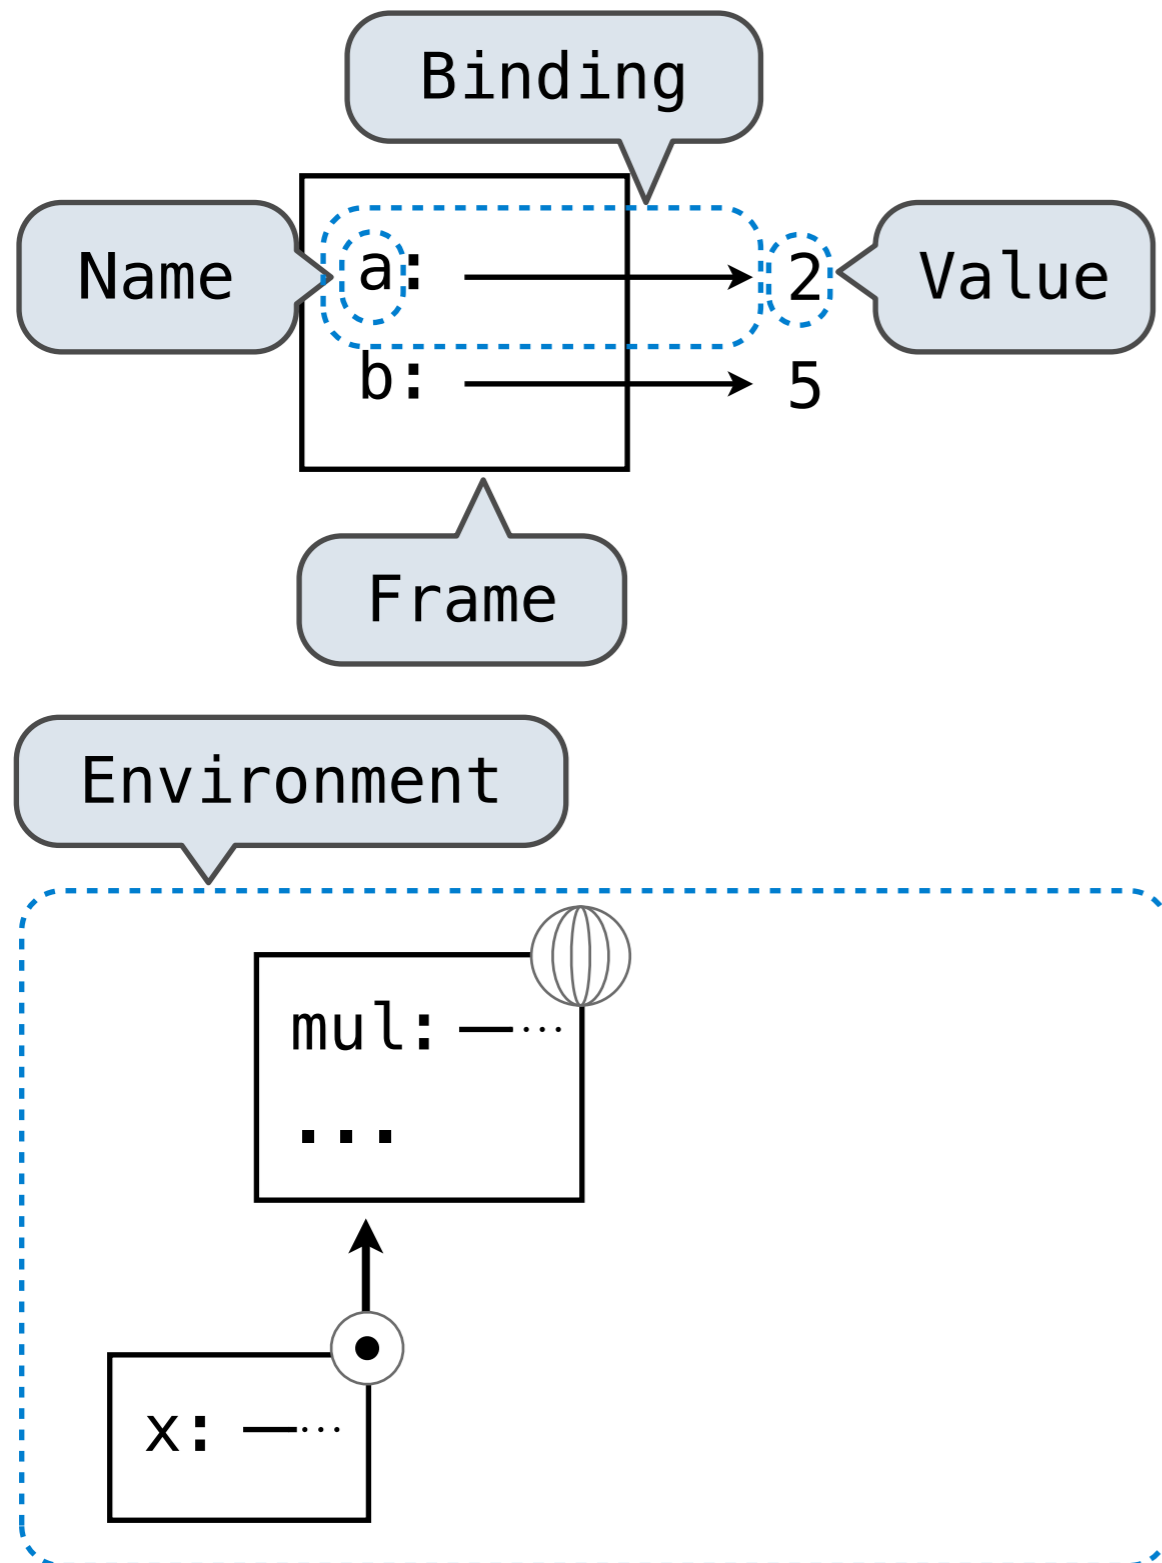 Binding
Name
a:
2
Value
b:
5
Frame
Environment
mul: ...
...
x: ...